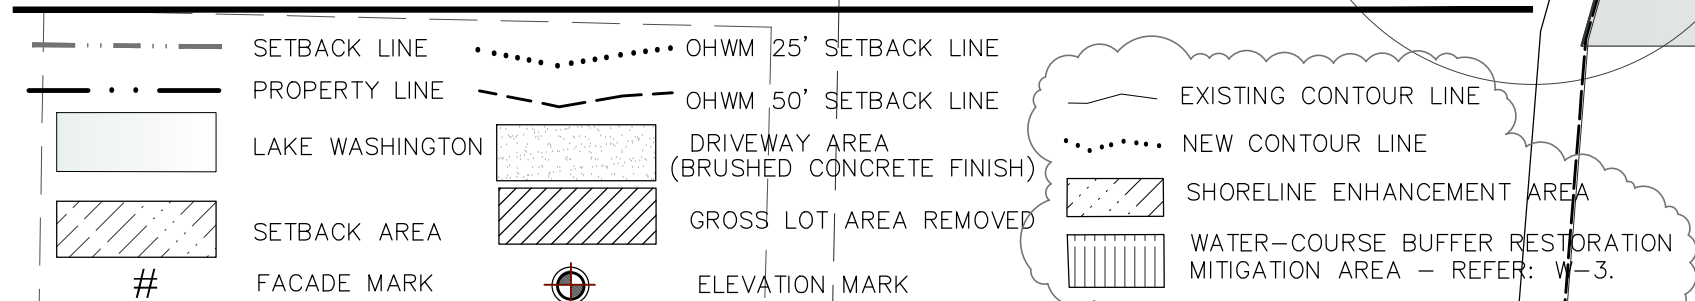 SETBACK LINE
PROPERTY LINE
LAKE WASHINGTON
SETBACK AREA
# FACADE MARK
OHWM 25' SETBACK LINE
OHWM 50' SETBACK LINE
DRIVEWAY AREA
(BRUSHED CONCRETE FINISH)
GROSS LOT AREA REMOVED
ELEVATION MARK
EXISTING CONTOUR LINE
NEW CONTOUR LINE
SHORELINE ENHANCEMENT AREA
WATER-COURSE BUFFER RESTORATION
MITIGATION AREA - REFER: W-3.